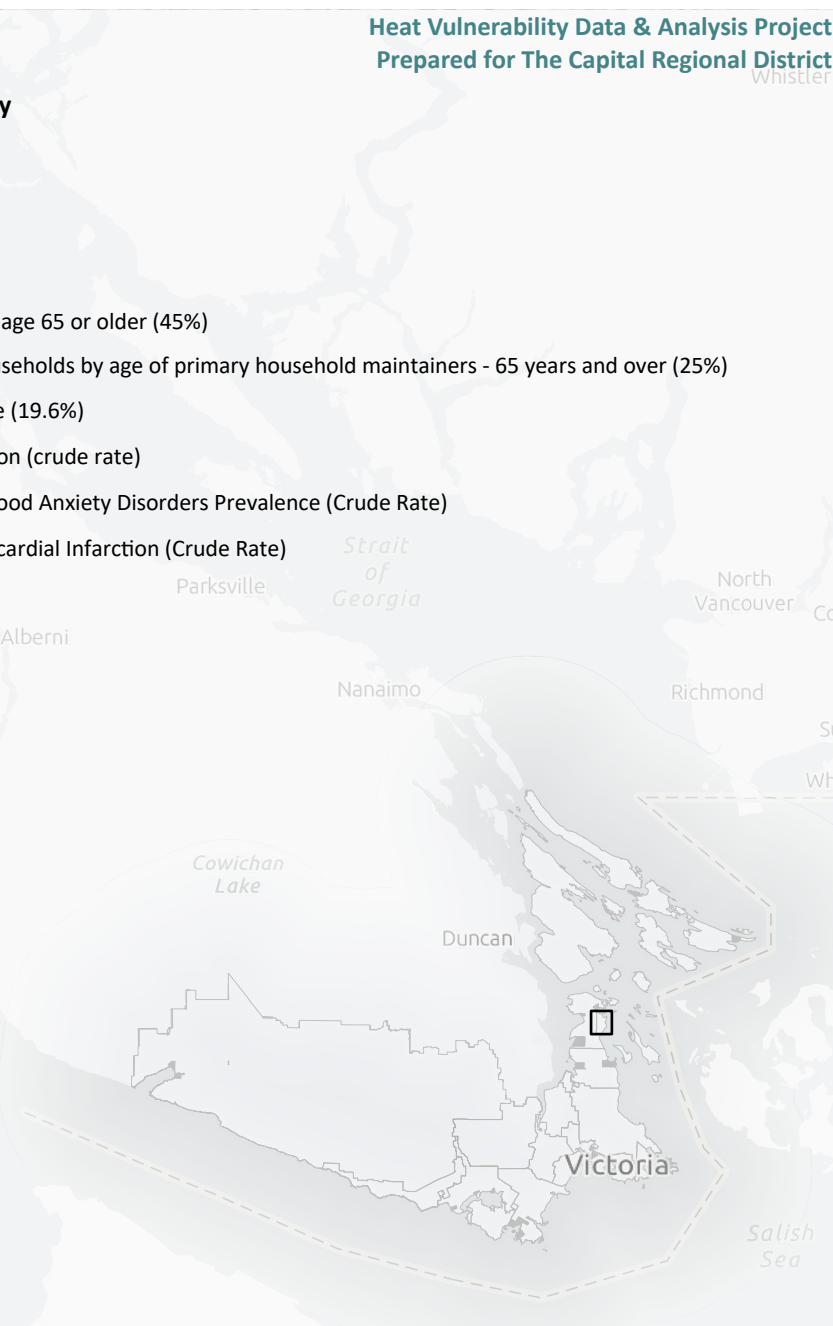 Heat Vulnerability Data & Analysis Project
Prepared for The Capital Regional District
Whistler
y
age 65 or older (45%)
seholds by age of primary household maintainers - 65 years and over (25%)
e (19.6%)
on (crude rate)
ood Anxiety Disorders Prevalence (Crude Rate)
cardial Infarction (Crude Rate)
Strait
of
Georgia
Parksville
North
Vancouver
Co
Alberni
Nanaimo
Richmond
Wh
Cowichan
Lake
Duncan
Victoria
Salish
Sea